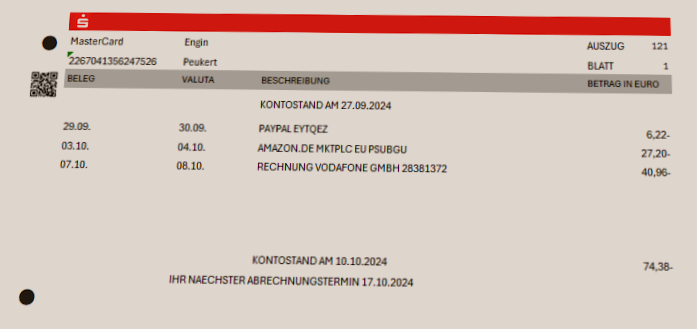 MasterCard Engin AUSZUG 121
2267041356247526 Peukert BLATT 1
BELEG VALUTA BESCHREIBUNG BETRAG IN EURO
KONTOSTAND AM 27.09.2024
29.09. 30.09. PAYPAL EYTQEZ 6,22-
03.10. 04.10. AMAZON.DE MKTPLC EU PSUBGU 27,20-
07.10. 08.10. RECHNUNG VODAFONE GMBH 28381372 40,96-
KONTOSTAND AM 10.10.2024 74,38-
IHR NAECHSTER ABRECHNUNGSTERMIN 17.10.2024